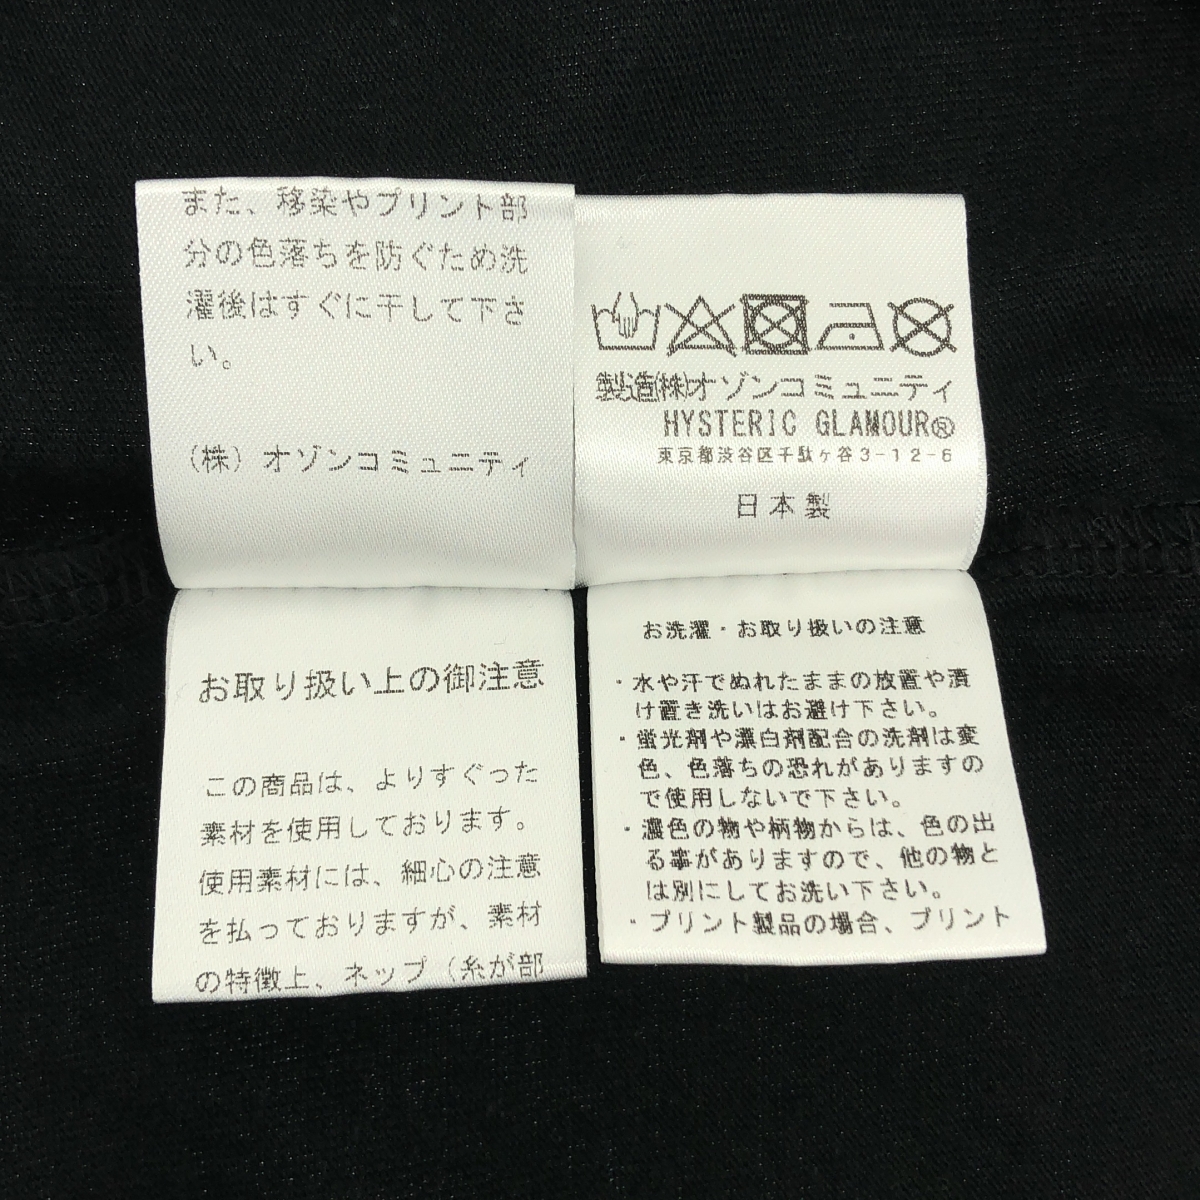 また、移染やプリント部
分の色落ちを防ぐため洗
濯後はすぐに干して下さ
い。
（株）オゾンコミュニティ
製造(株)オゾンコミュニティ
HYSTERIC GLAMOUR®
東京都渋谷区千駄ヶ谷3-12-6
日本製
お取り扱い上の御注意
この商品は、よりすぐった
素材を使用しております。
使用素材には、細心の注意
を払っておりますが、素材
の特徴上、ネップ（糸が部
お洗濯・お取り扱いの注意
・水や汗でぬれたままの放置や漬
け置き洗いはお避け下さい。
・蛍光剤や漂白剤配合の洗剤は変
色、色落ちの恐れがありますの
で使用しないで下さい。
・濃色の物や柄物からは、色の出
る事がありますので、他の物と
は別にしてお洗い下さい。
・プリント製品の場合、プリント